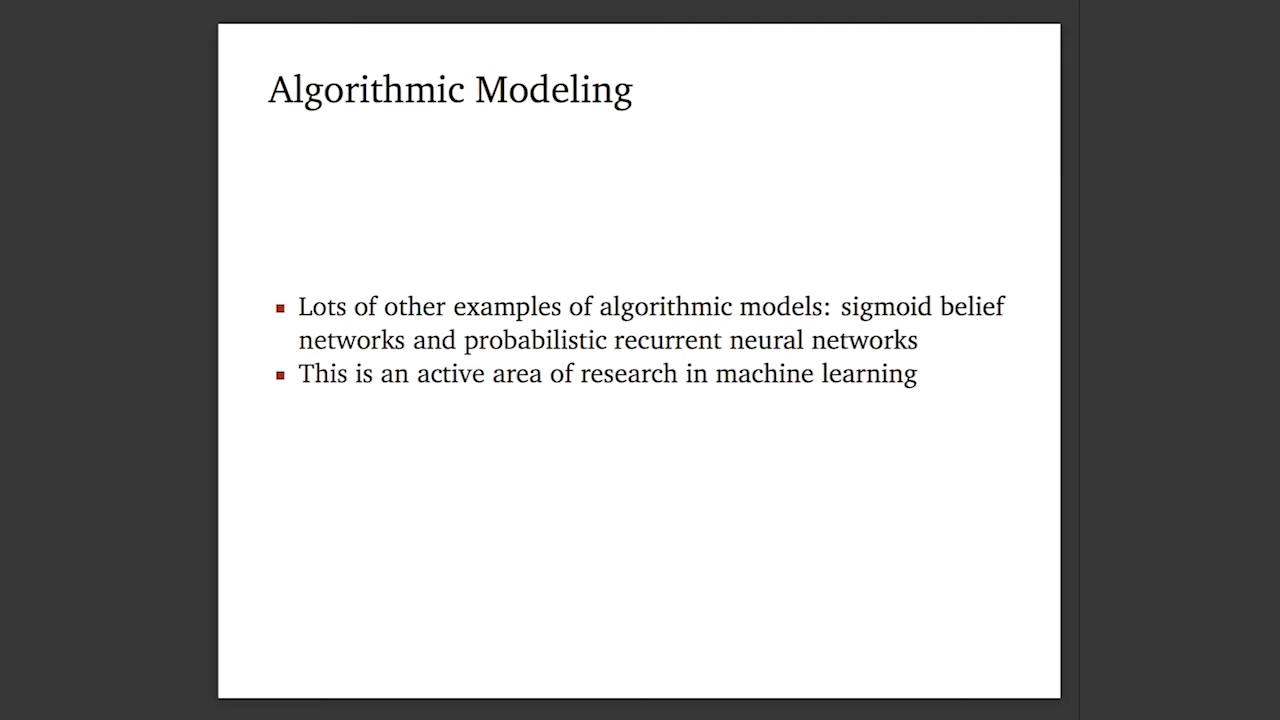 Algorithmic Modeling
Lots of other examples of algorithmic models: sigmoid belief
networks and probabilistic recurrent neural networks
This is an active area of research in machine learning